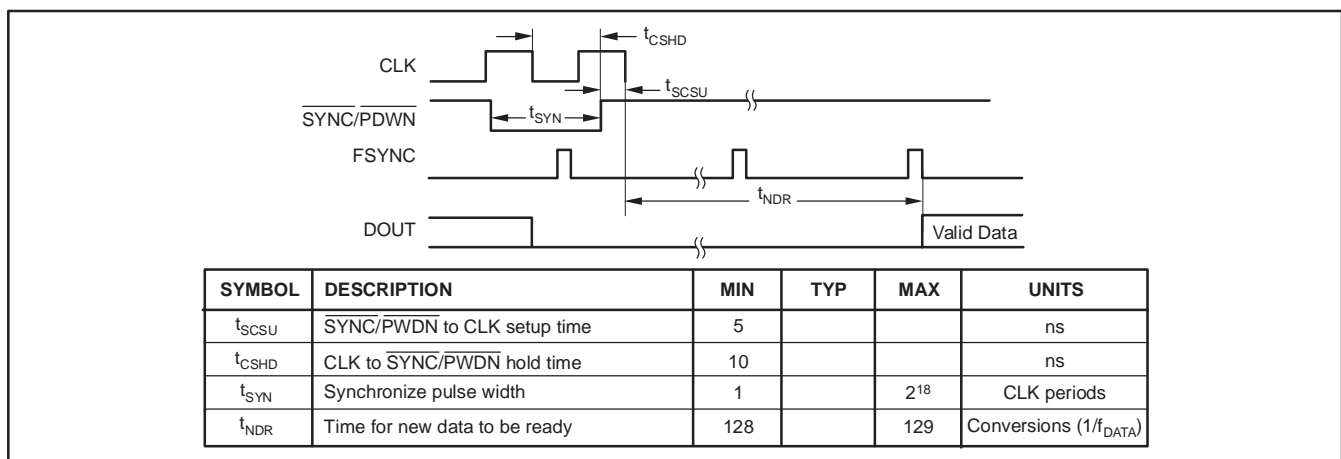 t_CSHD
CLK
t_SCSU
SYNC/PDWN
t_SYN
FSYNC
t_NDR
DOUT
Valid Data
SYMBOL DESCRIPTION MIN TYP MAX UNITS
t_SCSU SYNC/PWDN to CLK setup time 5 ns
t_CSHD CLK to SYNC/PWDN hold time 10 ns
t_SYN Synchronize pulse width 1 2^18 CLK periods
t_NDR Time for new data to be ready 128 129 Conversions (1/f_DATA)